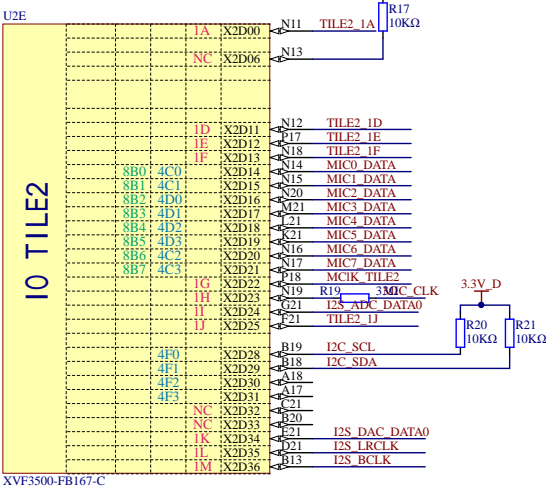 U2E
R17
10KΩ
1A X2D00 N11 TILE2_1A
NC X2D06 N13
1D X2D11 N12 TILE2_1D
1E X2D12 P17 TILE2_1E
1F X2D13 N18 TILE2_1F
8B0 4C0 X2D14 N14 MIC0_DATA
8B1 4C1 X2D15 N15 MIC1_DATA
8B2 4D0 X2D16 N20 MIC2_DATA
8B3 4D1 X2D17 M21 MIC3_DATA
8B4 4D2 X2D18 L21 MIC4_DATA
8B5 4D3 X2D19 K21 MIC5_DATA
8B6 4C2 X2D20 N16 MIC6_DATA
8B7 4C3 X2D21 N17 MIC7_DATA
1G X2D22 P18 MClK_TILE2
1H X2D23 N19 R19 33Ω MIC_CLK
1I X2D24 G21 I2S_ADC_DATA0
1J X2D25 F21 TILE2_1J
3.3V_D
R20
10KΩ
R21
10KΩ
4F0 X2D28 B19 I2C_SCL
4F1 X2D29 B18 I2C_SDA
4F2 X2D30 A18
4F3 X2D31 A17
NC X2D32 C21
NC X2D33 B20
1K X2D34 E21 I2S_DAC_DATA0
1L X2D35 D21 I2S_LRCLK
1M X2D36 B13 I2S_BCLK
IO TILE2
XVF3500-FB167-C